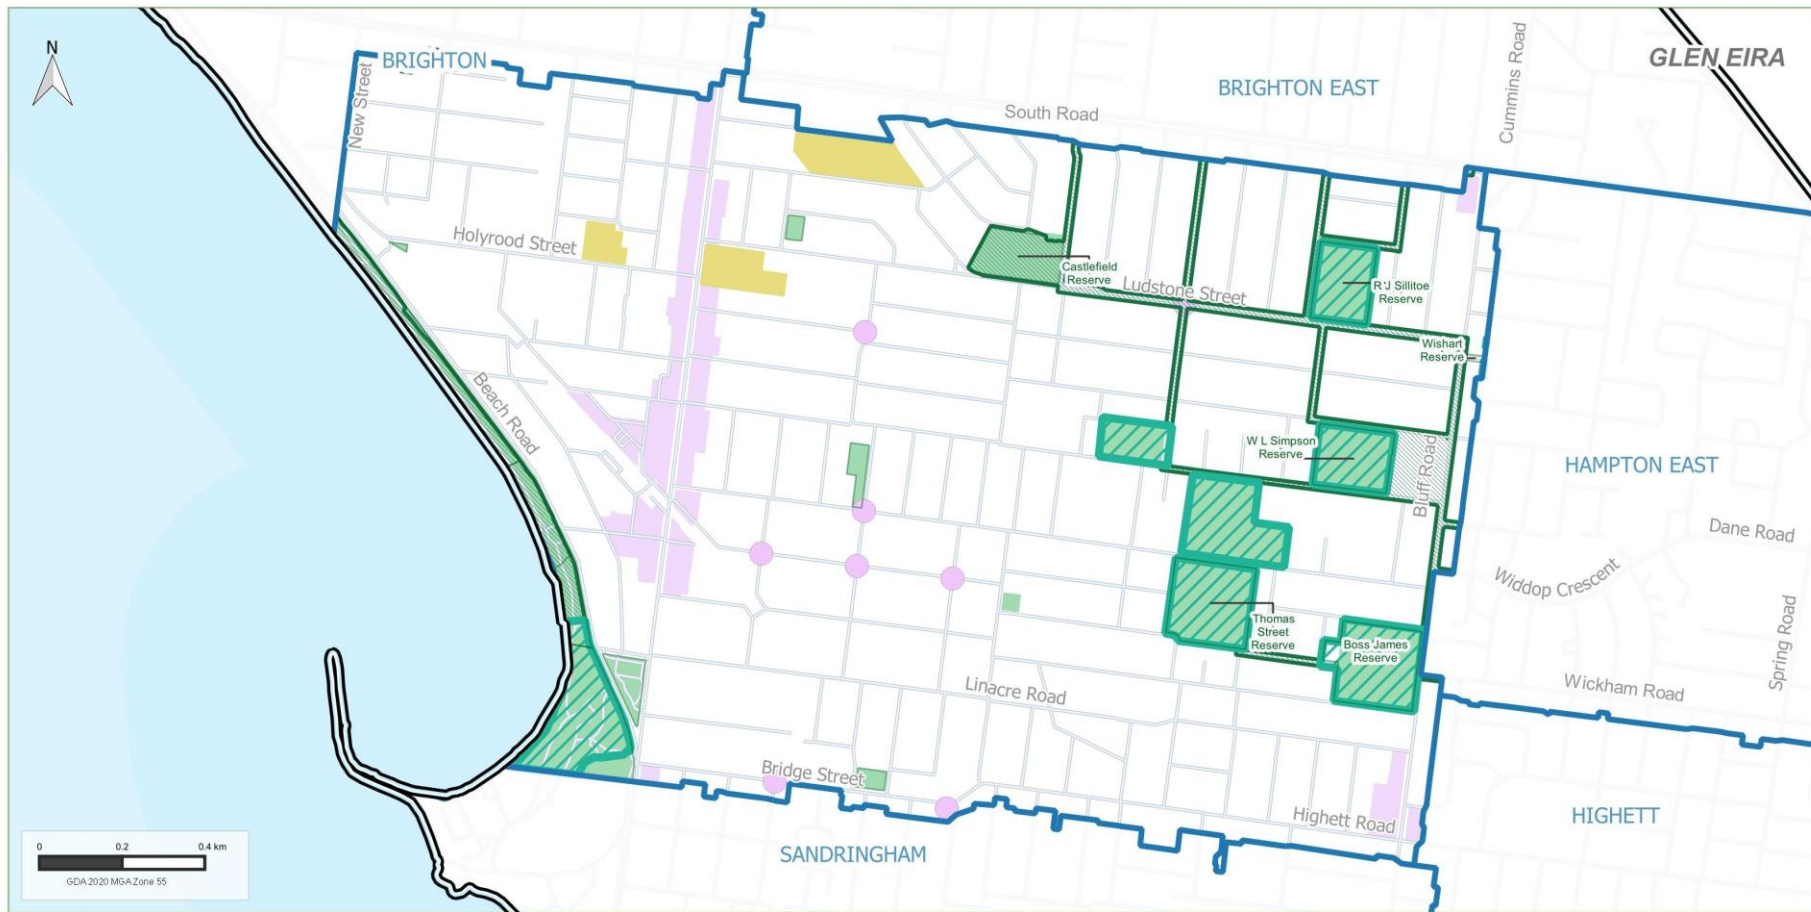 N
BRIGHTON
GLEN EIRA
BRIGHTON EAST
New Street
South Road
Cummins Road
Holyrood Street
Castlefield
Reserve
Ludstone Street
R J Sillitoe
Reserve
Wishart
Reserve
Beach Road
W L Simpson
Reserve
Bluff Road
HAMPTON EAST
Dane Road
Widdop Crescent
Thomas
Street
Reserve
Boss James
Reserve
Spring Road
Linacre Road
Wickham Road
Bridge Street
Highett Road
HIGHETT
SANDRINGHAM
0 0.2 0.4 km
GDA 2020 MGA Zone 55